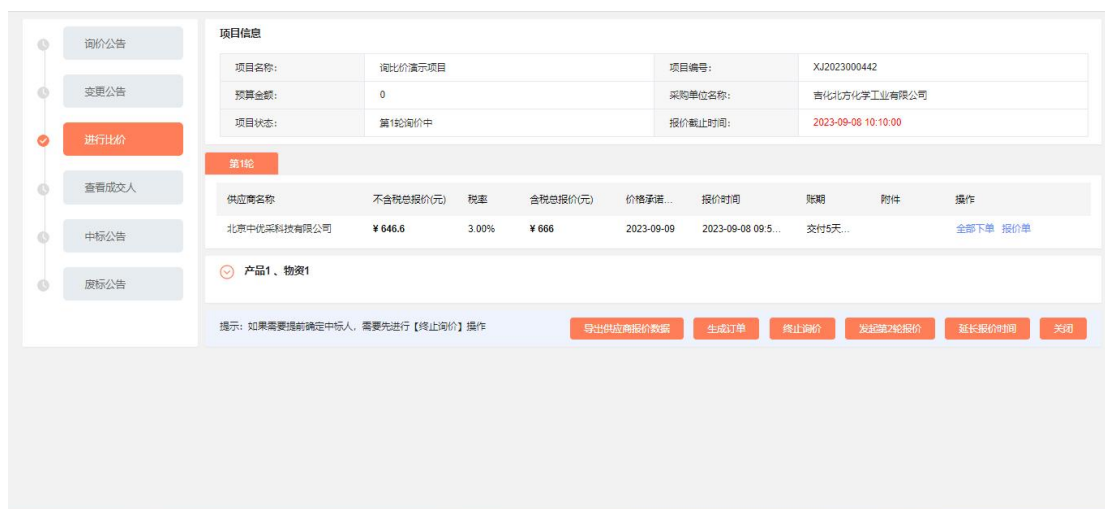 询价公告
变更公告
进行比价
查看成交人
中标公告
废标公告
项目信息
项目名称: 询比价演示项目 项目编号: XJ2023000442
预算金额: 0 采购单位名称: 吉化北方化学工业有限公司
项目状态: 第1轮询价中 报价截止时间: 2023-09-08 10:10:00
第1轮
供应商名称 不含税总报价(元) 税率 含税总报价(元) 价格承诺... 报价时间 账期 附件 操作
北京中优采科技有限公司 ¥ 646.6 3.00% ¥ 666 2023-09-09 2023-09-08 09:5... 交付5天... 全部下单 报价单
产品1、物资1
提示: 如果需要提前确定中标人, 需要先进行【终止询价】操作 导出供应商报价数据 生成订单 终止询价 发起第2轮报价 延长报价时间 关闭